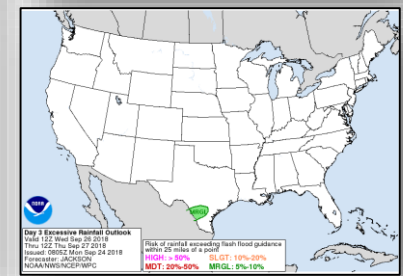 MRGL
NOAA
Day 3 Excessive Rainfall Outlook
Valid 12Z Wed Sep 26 2018
Thru 12Z Thu Sep 27 2018
Issued: 0805Z Mon Sep 24 2018
Forecaster: JACKSON
NOAA/NWS/NCEP/WPC
Risk of rainfall exceeding flash flood guidance
within 25 miles of a point
HIGH: > 50% SLGT: 10%-20%
MDT: 20%-50% MRGL: 5%-10%